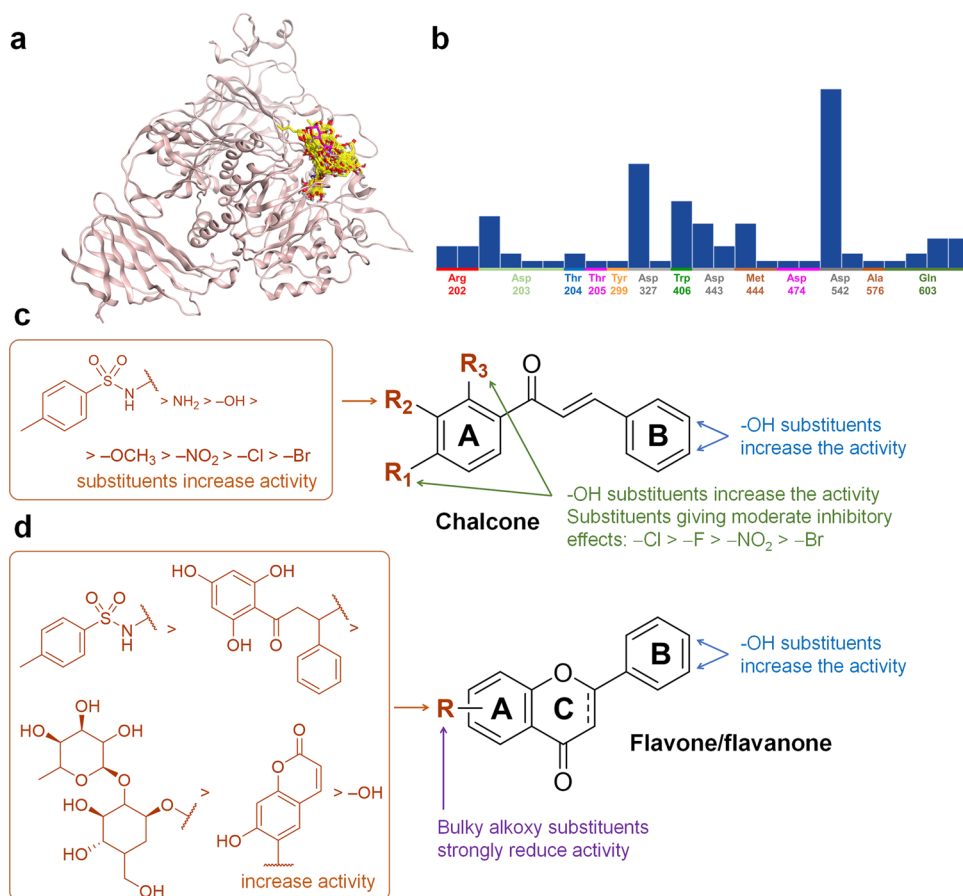 a
b
Arg Asp Thr Thr Tyr Asp Trp Asp Met Asp Asp Ala Gln
202 203 204 205 299 327 406 443 444 474 542 576 603
c
O O
S
N
H
> NH₂ > –OH >
> –OCH₃ > –NO₂ > –Cl > –Br
substituents increase activity
R₃
O
R₂
A
B
R₁
-OH substituents
increase the activity
Chalcone
-OH substituents increase the activity
Substituents giving moderate inhibitory
effects: –Cl > –F > –NO₂ > –Br
d
O O
S
N
H
>
HO
OH
OH
O
>
OH
OH
OH
O
O
HO
O
HO
OH
>
O
O
HO
> –OH
increase activity
R
A
O
C
B
O
-OH substituents
increase the activity
Flavone/flavanone
Bulky alkoxy substituents
strongly reduce activity